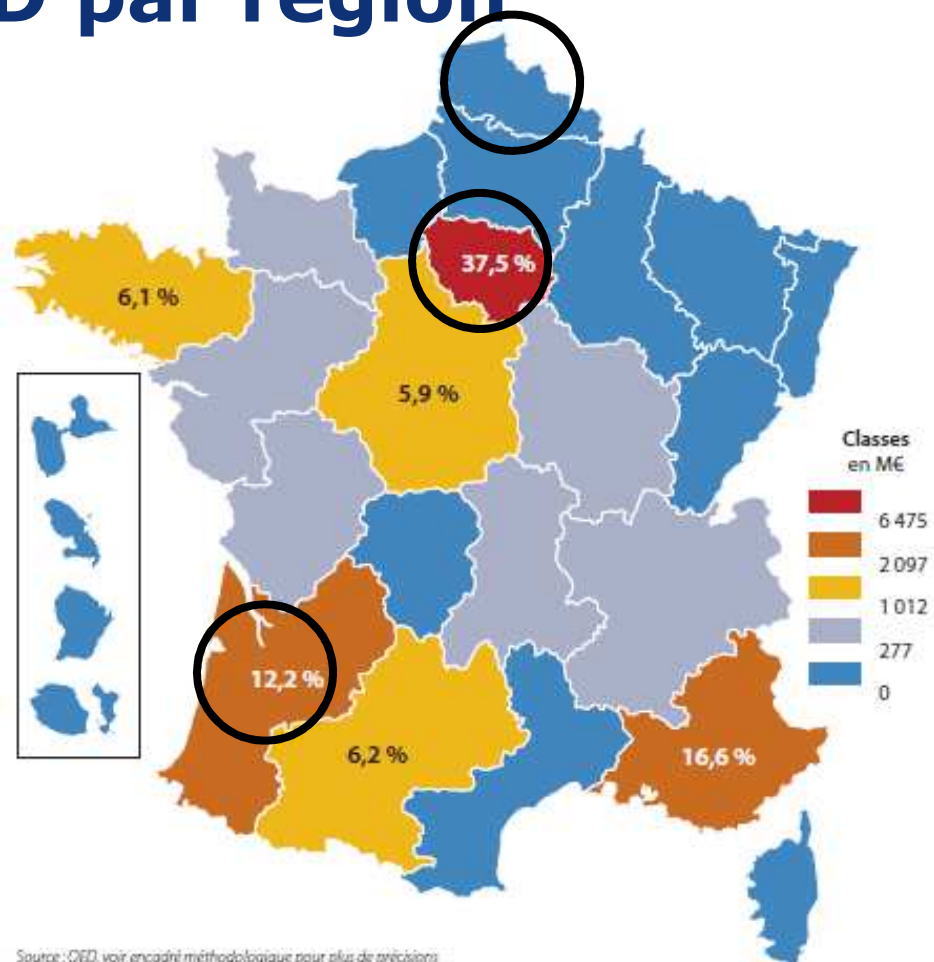 D par région
37,5 %
6,1 %
5,9 %
Classes
en M€
6 475
2 097
1 012
277
0
12,2 %
6,2 %
16,6 %
Source : OED, voir encadré méthodologique pour plus de précisions